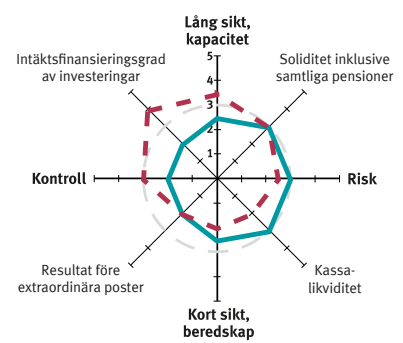 Lång sikt,
kapacitet
Intäktsfinansieringsgrad
av investeringar
Soliditet inklusive
samtliga pensioner
5
4
3
2
1
Kontroll
Risk
Resultat före
extraordinära poster
Kassa-
likviditet
Kort sikt,
beredskap